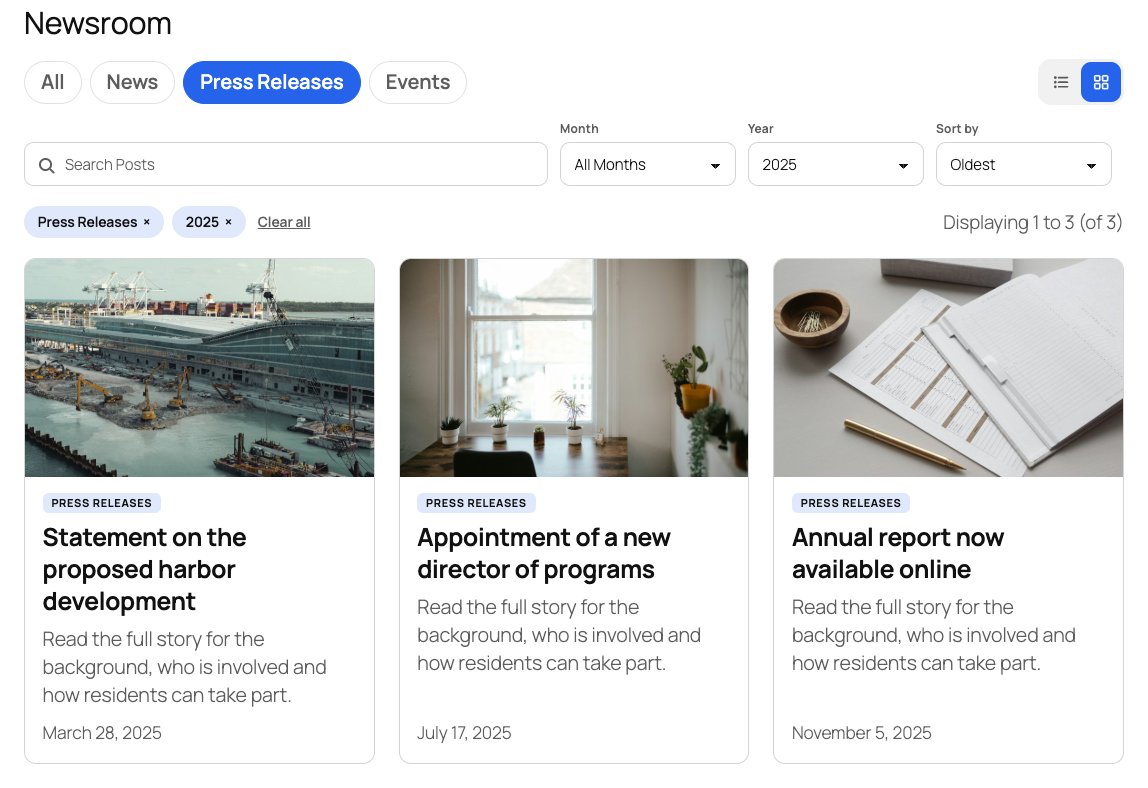 Newsroom
All
News
Press Releases
Events
Month
Year
Sort by
Search Posts
All Months
2025
Oldest
Press Releases ×
2025 ×
Clear all
Displaying 1 to 3 (of 3)
PRESS RELEASES
Statement on the
proposed harbor
development
Read the full story for the
background, who is involved and
how residents can take part.
March 28, 2025
PRESS RELEASES
Appointment of a new
director of programs
Read the full story for the
background, who is involved and
how residents can take part.
July 17, 2025
PRESS RELEASES
Annual report now
available online
Read the full story for the
background, who is involved and
how residents can take part.
November 5, 2025